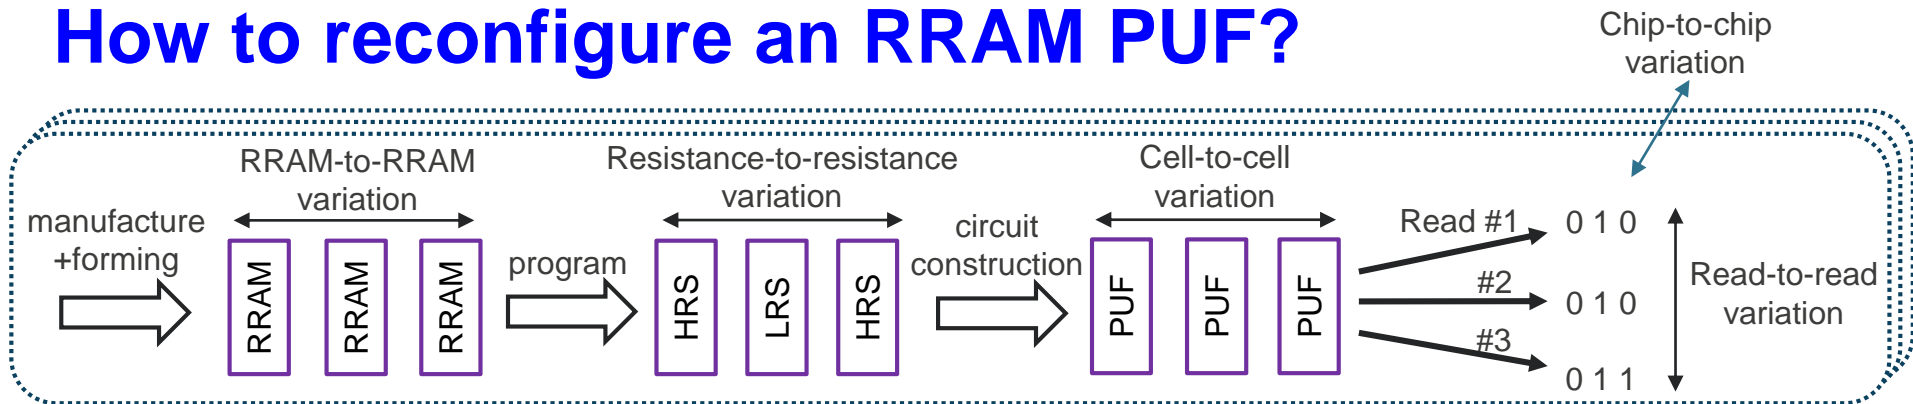 How to reconfigure an RRAM PUF?
Chip-to-chip
variation
manufacture
+forming
RRAM-to-RRAM
variation
RRAM
RRAM
RRAM
program
Resistance-to-resistance
variation
HRS
LRS
HRS
circuit
construction
Cell-to-cell
variation
PUF
PUF
PUF
Read #1
0 1 0
#2
0 1 0
#3
0 1 1
Read-to-read
variation